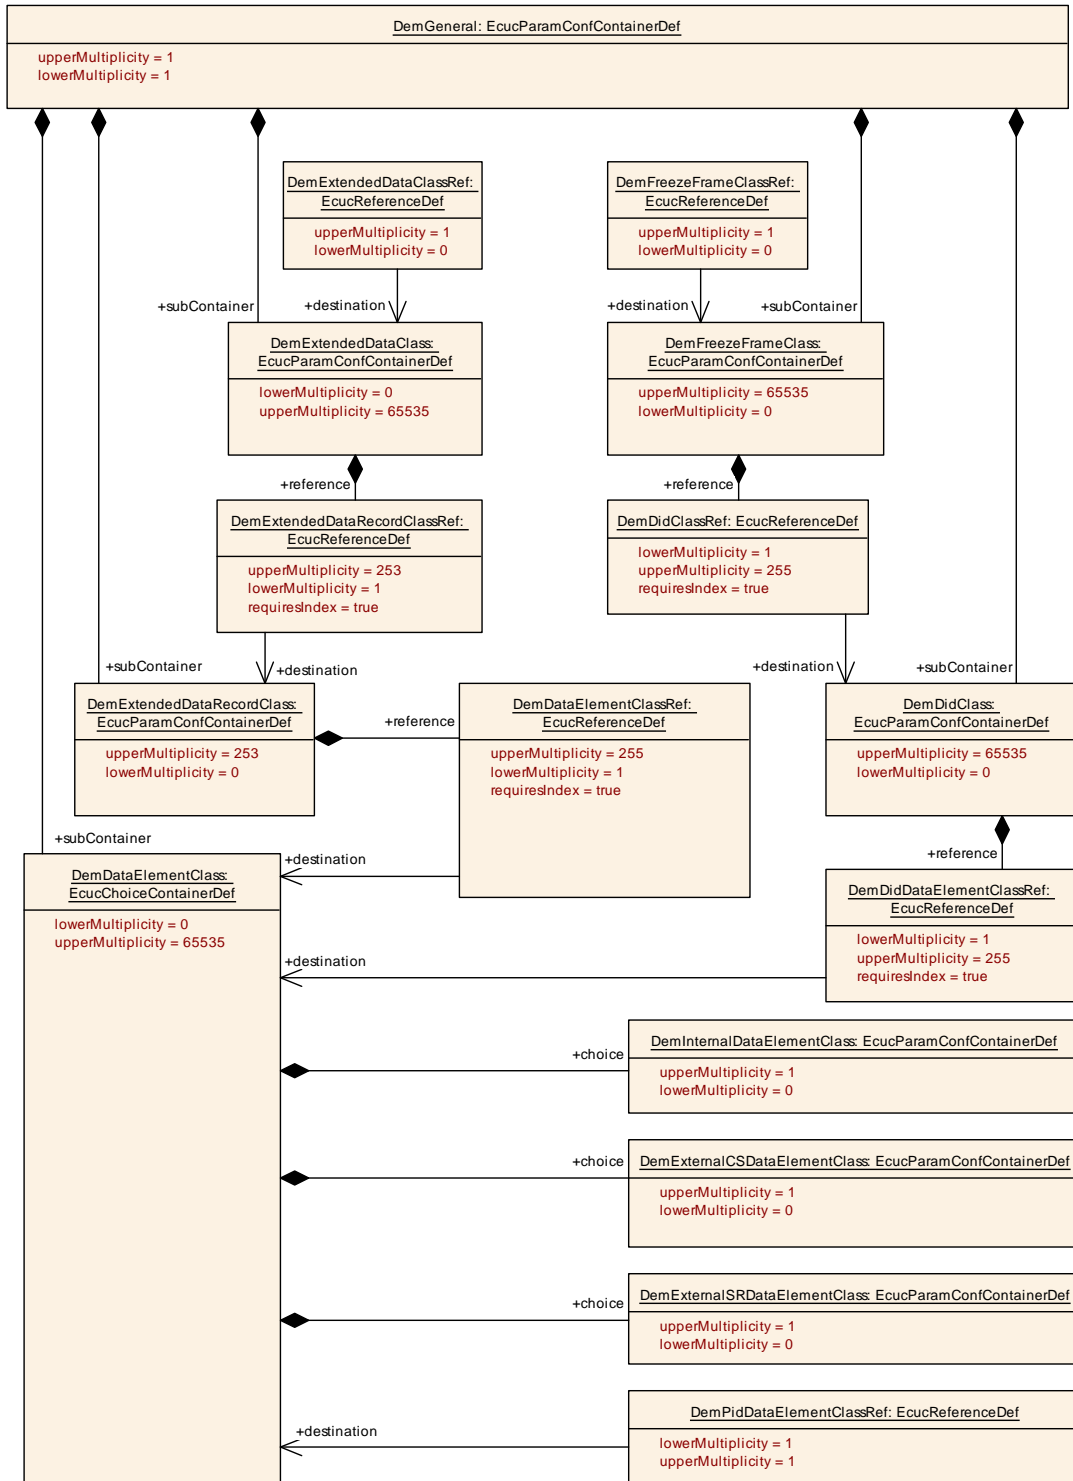 DemGeneral: EcucParamConfContainerDef
upperMultiplicity = 1
lowerMultiplicity = 1
DemExtendedDataClassRef:
EcucReferenceDef
upperMultiplicity = 1
lowerMultiplicity = 0
DemFreezeFrameClassRef:
EcucReferenceDef
upperMultiplicity = 1
lowerMultiplicity = 0
+subContainer
+destination
+destination
+subContainer
DemExtendedDataClass:
EcucParamConfContainerDef
lowerMultiplicity = 0
upperMultiplicity = 65535
DemFreezeFrameClass:
EcucParamConfContainerDef
upperMultiplicity = 65535
lowerMultiplicity = 0
+reference
+reference
DemExtendedDataRecordClassRef:
EcucReferenceDef
upperMultiplicity = 253
lowerMultiplicity = 1
requiresIndex = true
DemDidClassRef: EcucReferenceDef
lowerMultiplicity = 1
upperMultiplicity = 255
requiresIndex = true
+subContainer
+destination
+destination
+subContainer
DemExtendedDataRecordClass:
EcucParamConfContainerDef
upperMultiplicity = 253
lowerMultiplicity = 0
+reference
DemDataElementClassRef:
EcucReferenceDef
upperMultiplicity = 255
lowerMultiplicity = 1
requiresIndex = true
DemDidClass:
EcucParamConfContainerDef
upperMultiplicity = 65535
lowerMultiplicity = 0
+subContainer
+destination
+reference
DemDataElementClass:
EcucChoiceContainerDef
lowerMultiplicity = 0
upperMultiplicity = 65535
DemDidDataElementClassRef:
EcucReferenceDef
lowerMultiplicity = 1
upperMultiplicity = 255
requiresIndex = true
+destination
+choice
DemInternalDataElementClass: EcucParamConfContainerDef
upperMultiplicity = 1
lowerMultiplicity = 0
+choice
DemExternalCSDataElementClass: EcucParamConfContainerDef
upperMultiplicity = 1
lowerMultiplicity = 0
+choice
DemExternalSRDataElementClass: EcucParamConfContainerDef
upperMultiplicity = 1
lowerMultiplicity = 0
+destination
DemPidDataElementClassRef: EcucReferenceDef
lowerMultiplicity = 1
upperMultiplicity = 1